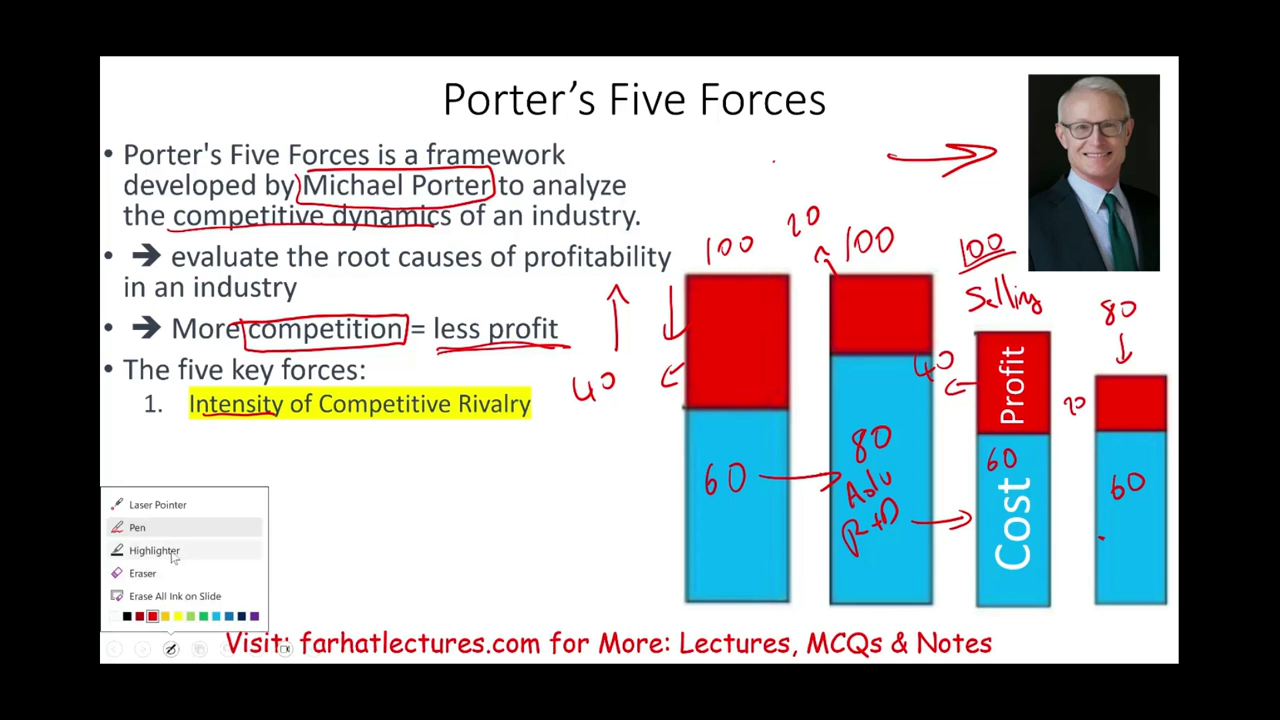 Porter's Five Forces
• Porter's Five Forces is a framework
developed by Michael Porter to analyze
the competitive dynamics of an industry.
• ➔ evaluate the root causes of profitability
in an industry
• ➔ More competition = less profit
• The five key forces:
1. Intensity of Competitive Rivalry
100
40
60
20
100
80
Adv
R+D
100
Selling
40
Profit
60
Cost
80
20
60
Laser Pointer
Pen
Highlighter
Eraser
Erase All Ink on Slide
Visit: farhatlectures.com for More: Lectures, MCQs & Notes